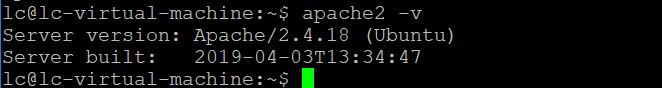 lc@lc-virtual-machine:~$ apache2 -v
Server version: Apache/2.4.18 (Ubuntu)
Server built:   2019-04-03T13:34:47
lc@lc-virtual-machine:~$